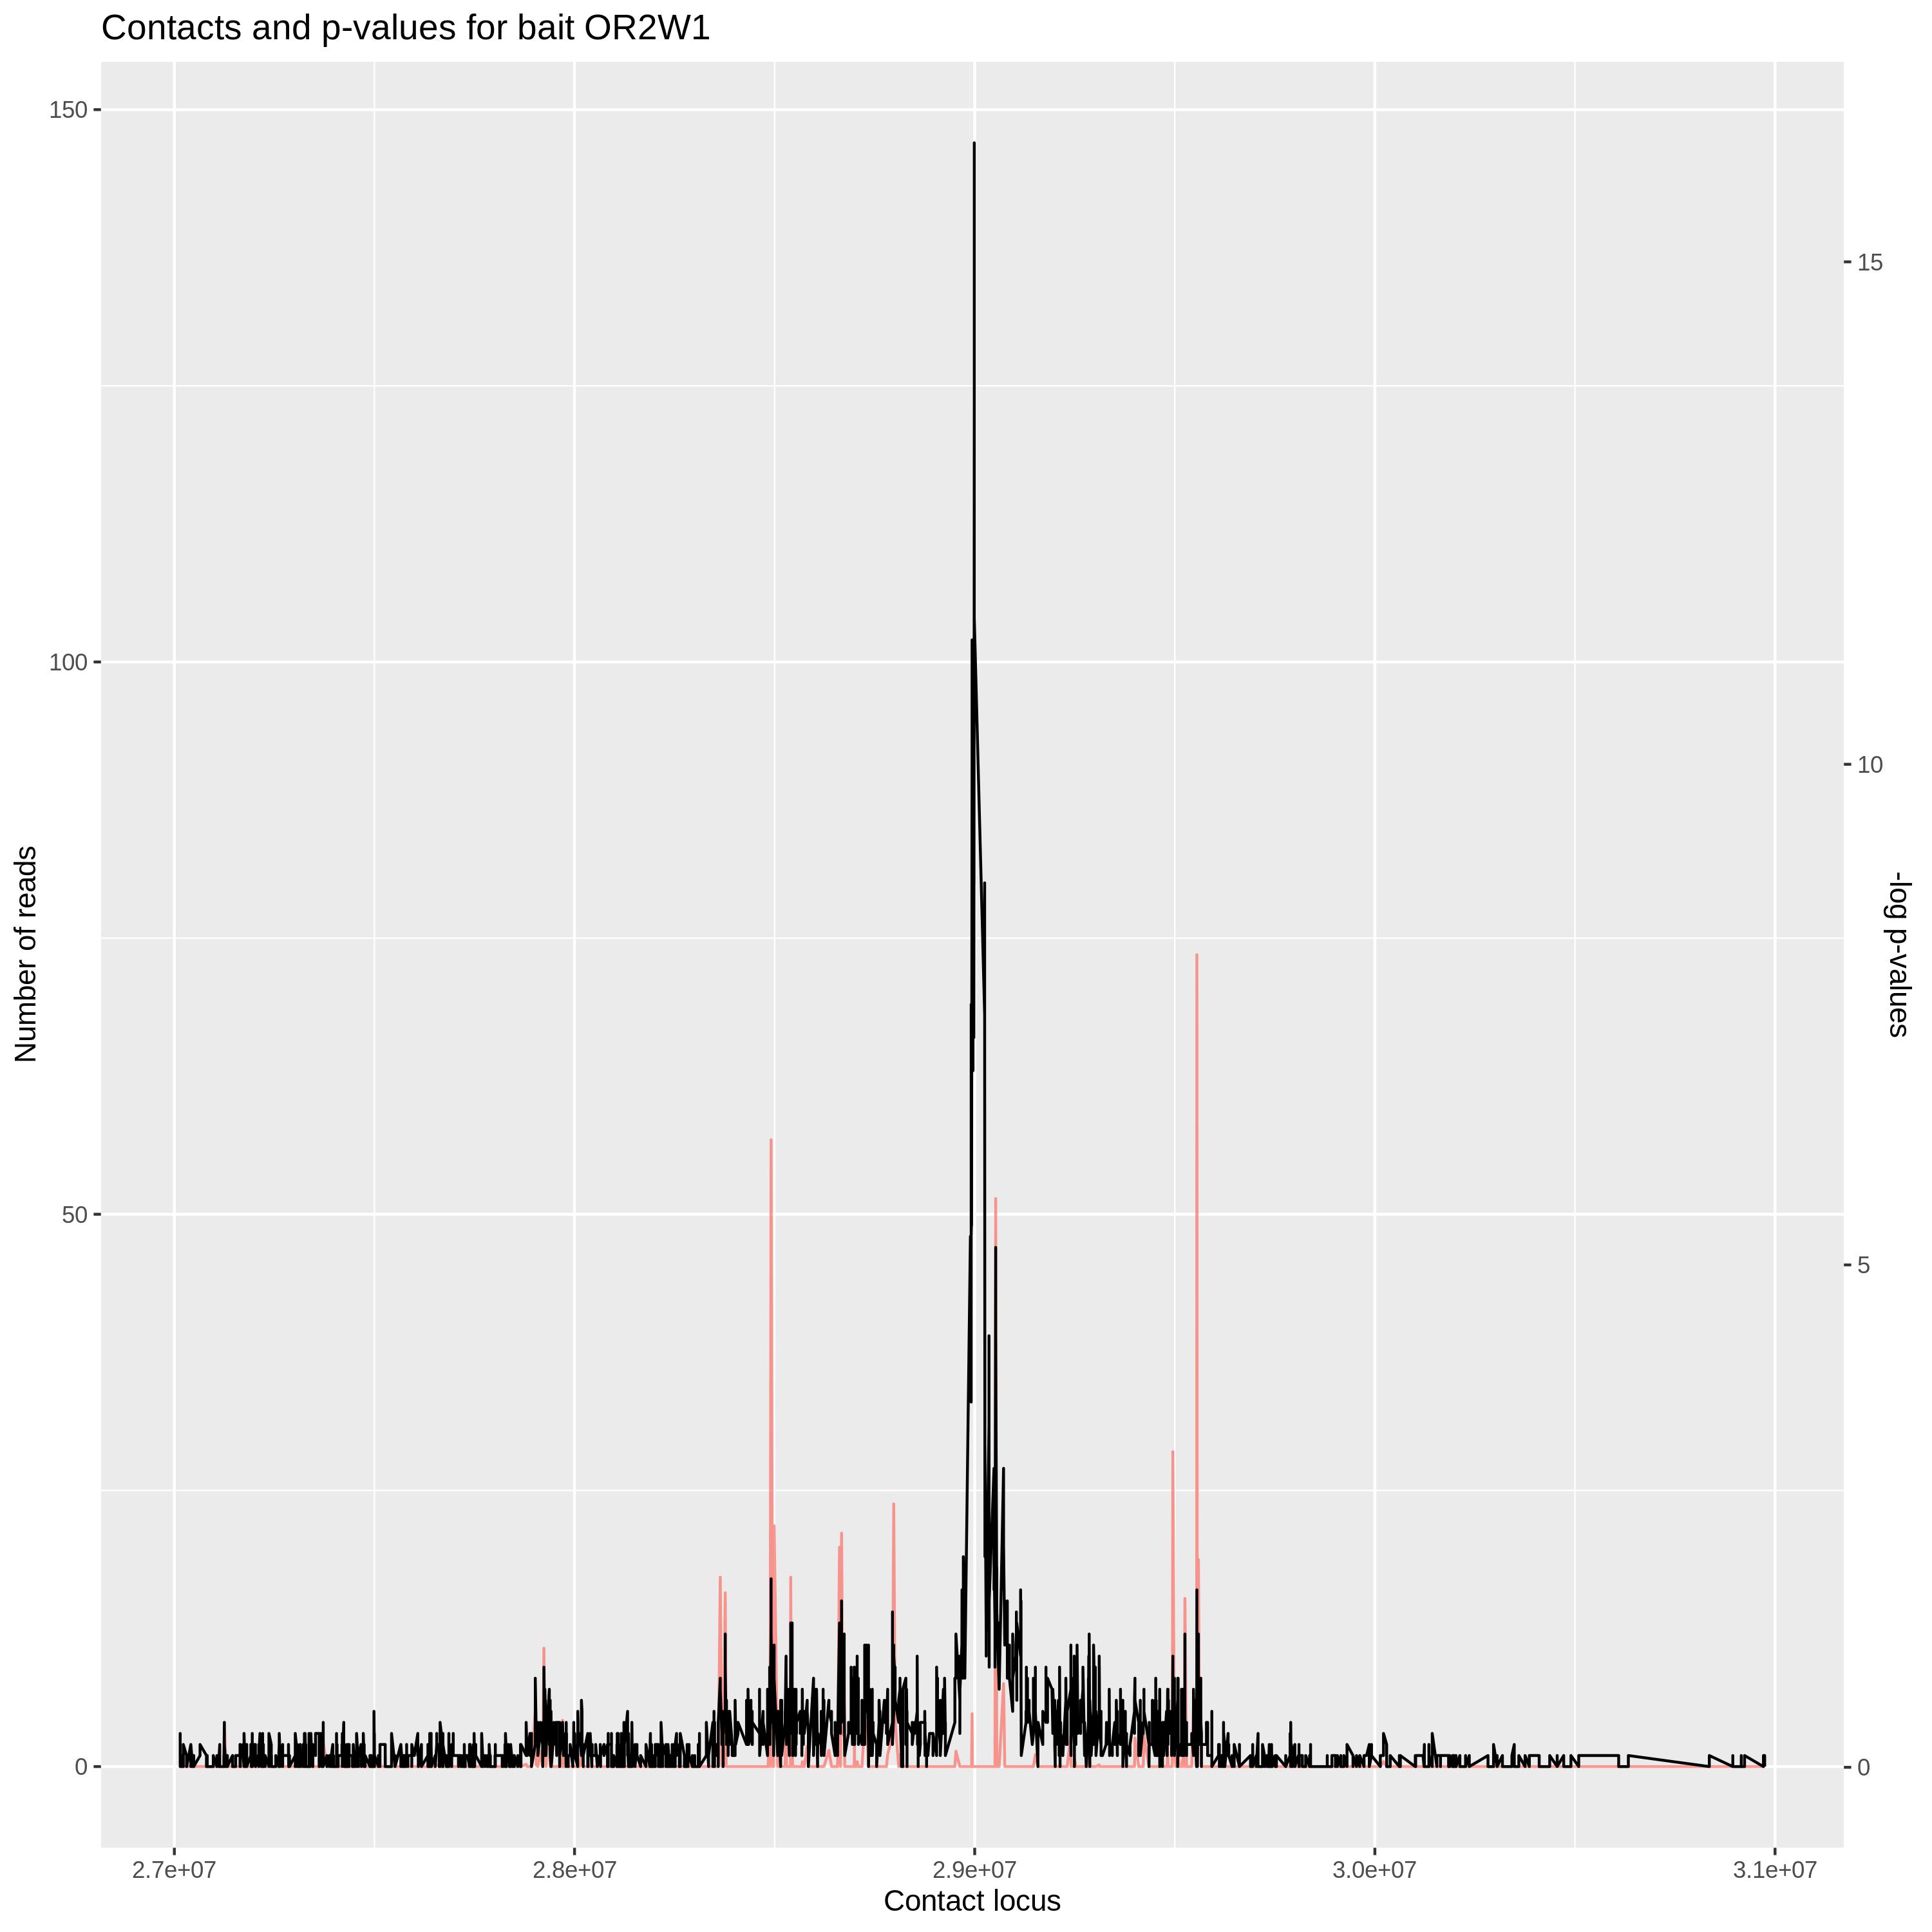 Contacts and p-values for bait OR2W1
150
100
50
0
Number of reads
15
10
5
0
-log p-values
2.7e+07
2.8e+07
2.9e+07
3.0e+07
3.1e+07
Contact locus